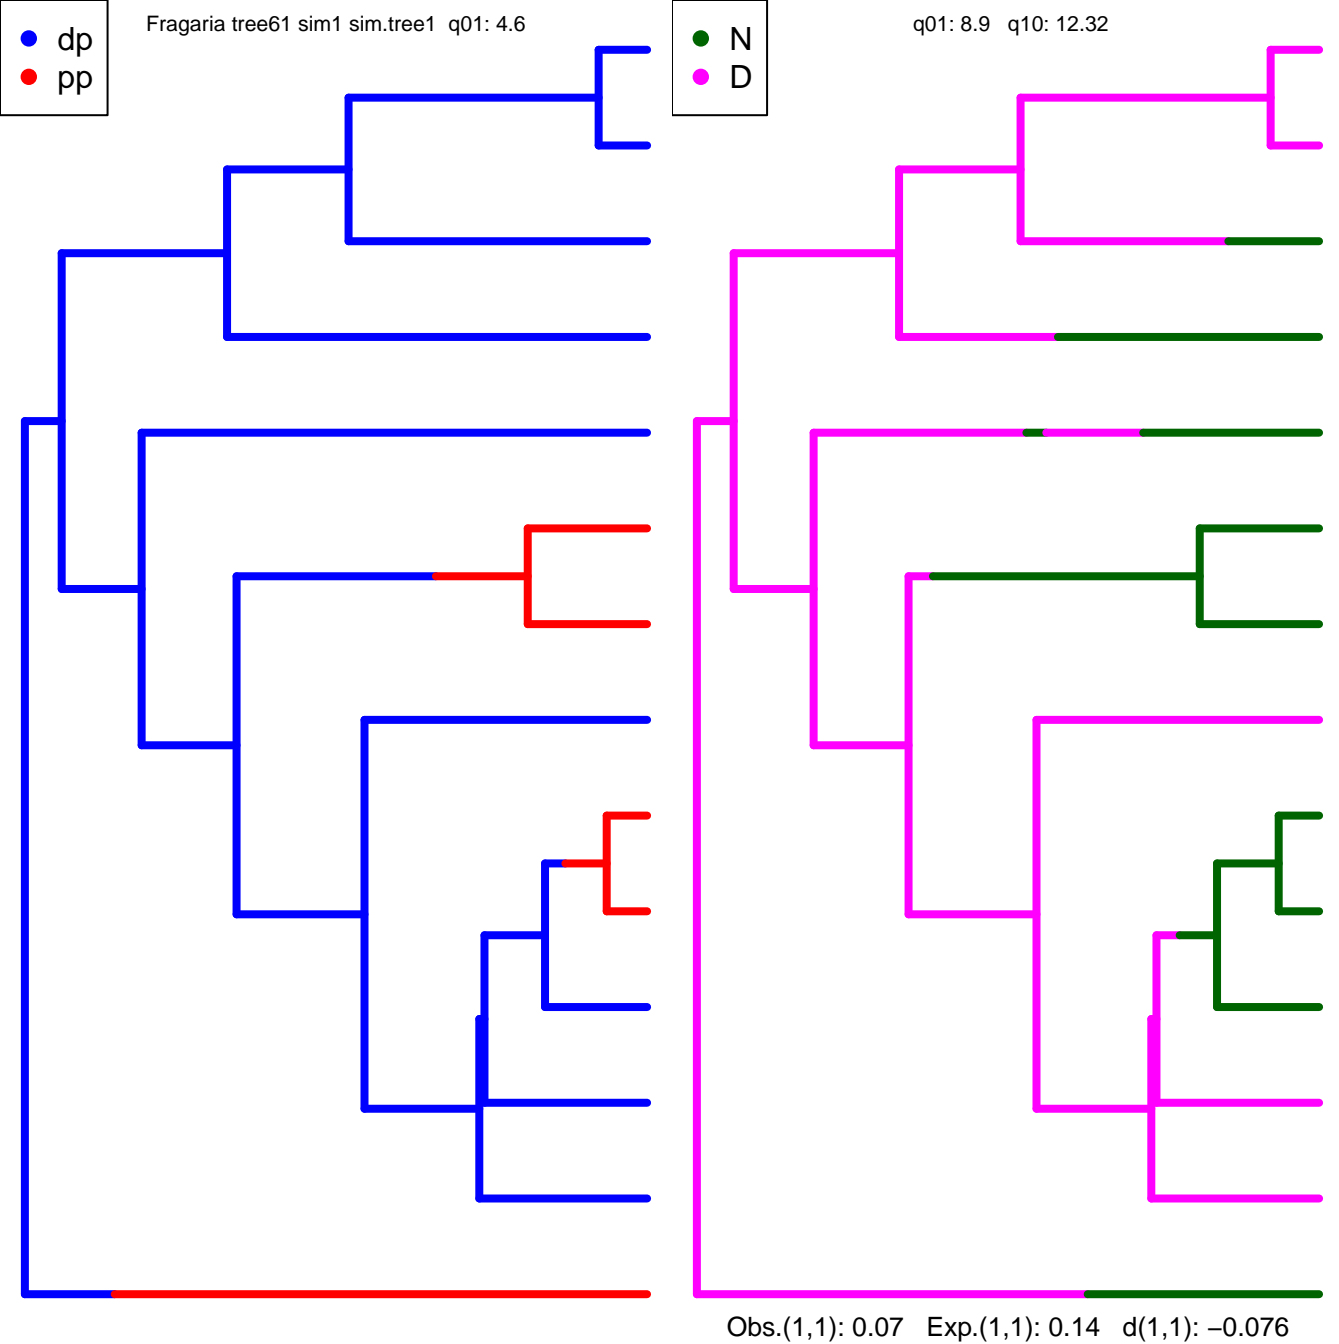 Fragaria tree61 sim1 sim.tree1  q01: 4.6
dp
pp
q01: 8.9   q10: 12.32
N
D
Obs.(1,1): 0.07   Exp.(1,1): 0.14   d(1,1): −0.076